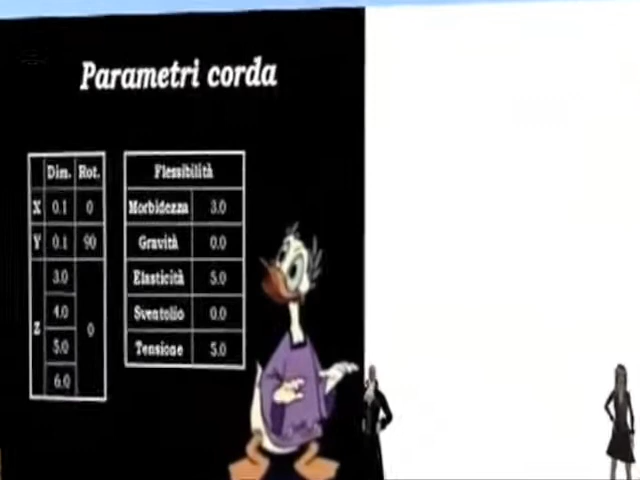 Parametri corda
Dim. Rot.
X 0.1 0
Y 0.1 90
Z 3.0 0
4.0
5.0
6.0
Flessibilità
Morbidezza 3.0
Gravità 0.0
Elasticità 5.0
Sventolio 0.0
Tensione 5.0